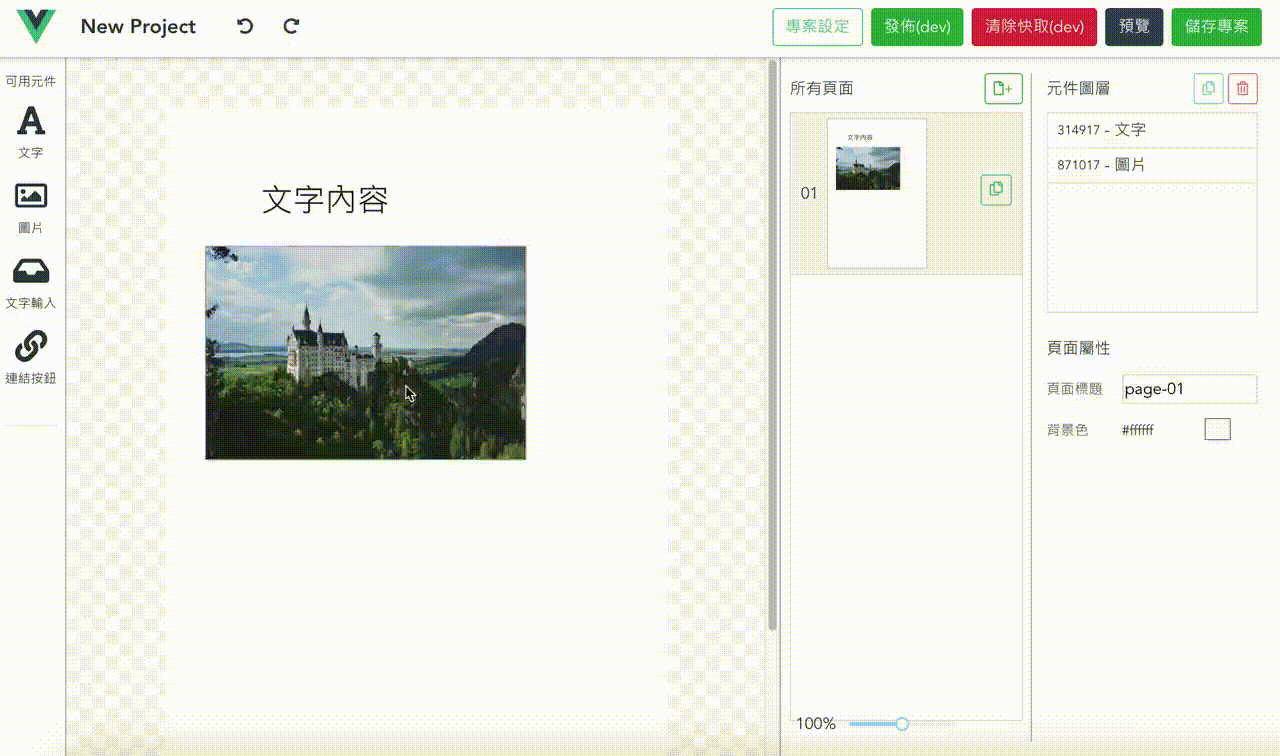 New Project
專案設定
發佈(dev)
清除快取(dev)
預覽
儲存專案
可用元件
文字
圖片
文字輸入
連結按鈕
文字內容
所有頁面
01
文字內容
100%
元件圖層
314917 - 文字
871017 - 圖片
頁面屬性
頁面標題
page-01
背景色
#ffffff